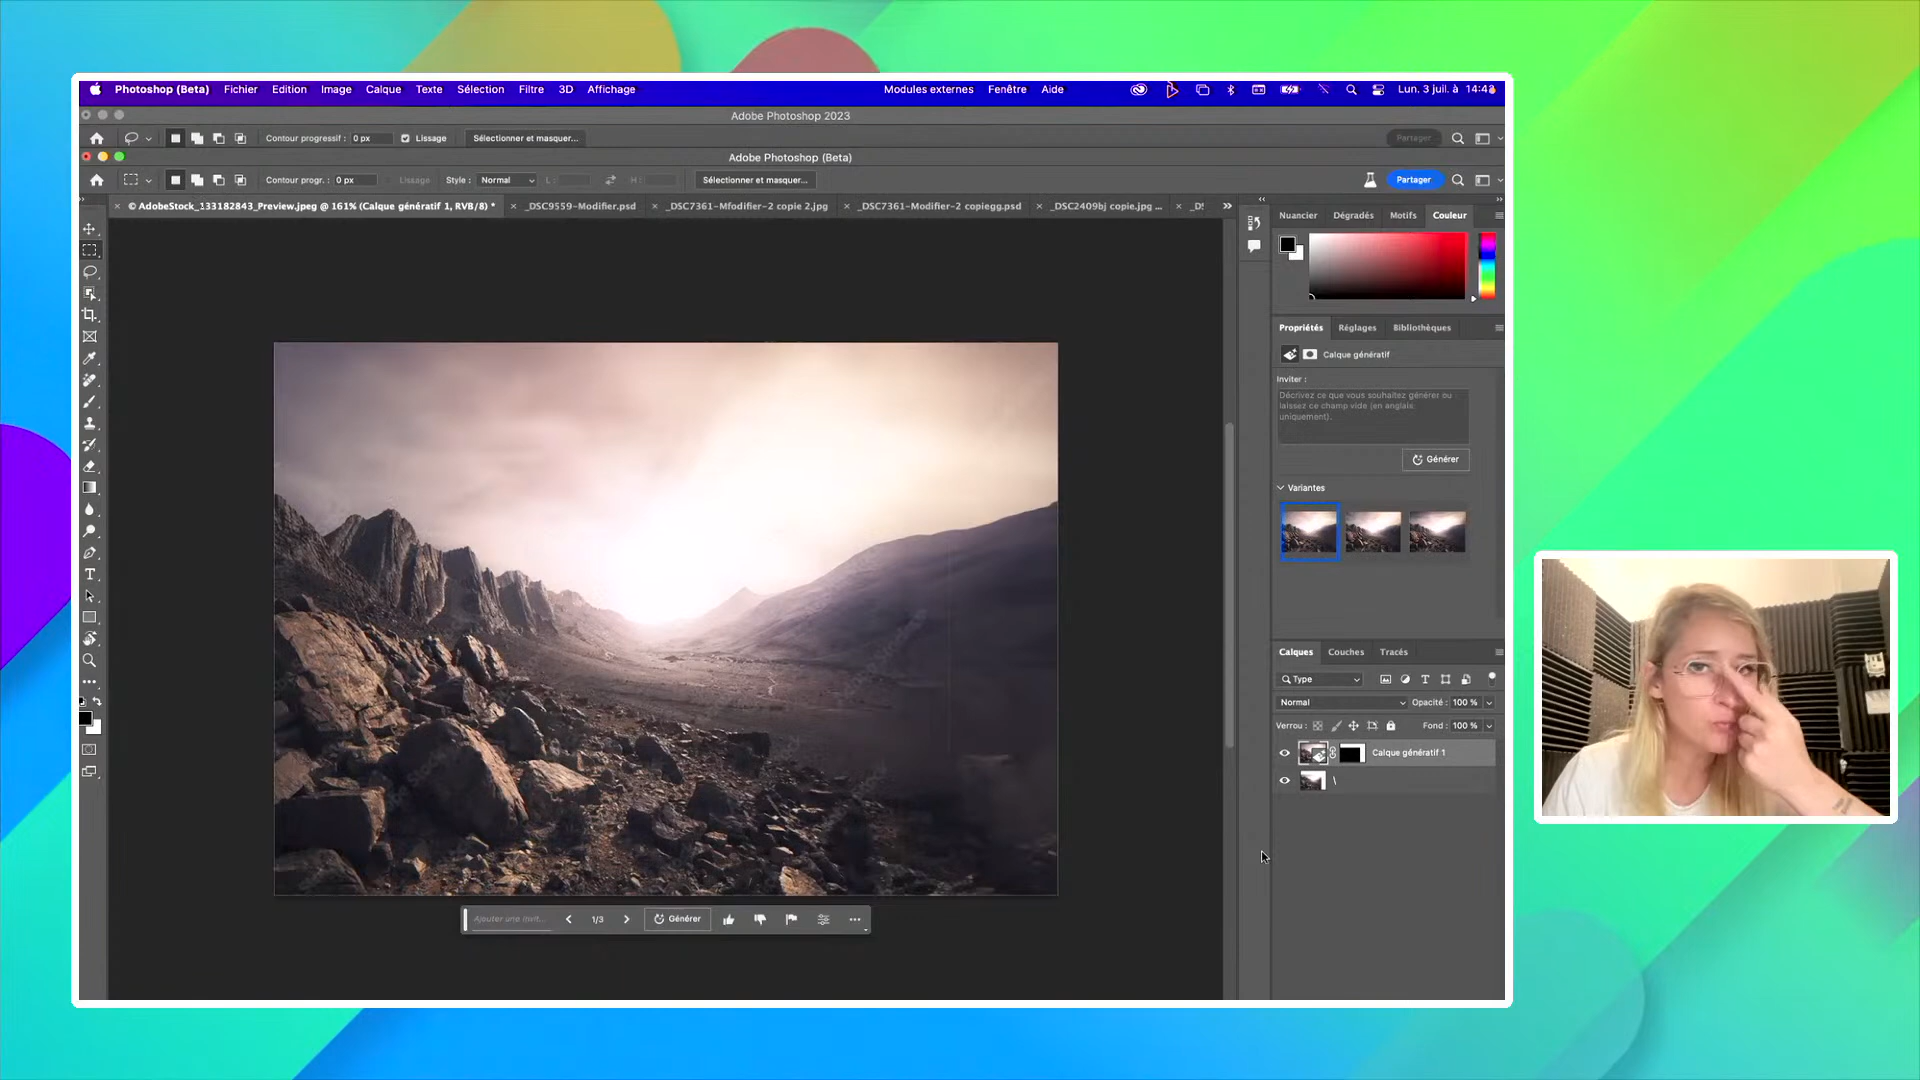 Photoshop (Beta) Fichier Edition Image Calque Texte Sélection Filtre 3D Affichage Modules externes Fenêtre Aide Lun. 3 juil. à
Adobe Photoshop 2023
Contour progressif : 0 px Lissage Sélectionner et masquer... Partager
Adobe Photoshop (Beta)
Contour progr. : 0 px Lissage Style : Normal L : H : Sélectionner et masquer... Partager
© AdobeStock_133182843_Preview.jpeg @ 161% (Calque génératif 1, RVB/8) * _DSC9559-Modifier.psd _DSC7361-Mfodifier-2 copie 2.jpg _DSC7361-Modifier-2 copiegg.psd _DSC2409bj copie.jpg ...
Nuancier Dégradés Motifs Couleur
Propriétés Réglages Bibliothèques
Calque génératif
Inviter :
Décrivez ce que vous souhaitez générer ou
laissez ce champ vide (en anglais
uniquement).
Générer
Variantes
Calques Couches Tracés
Type
Normal Opacité : 100 %
Verrou : Fond : 100 %
Calque génératif 1
\
Ajouter une invit... 1/3 Générer